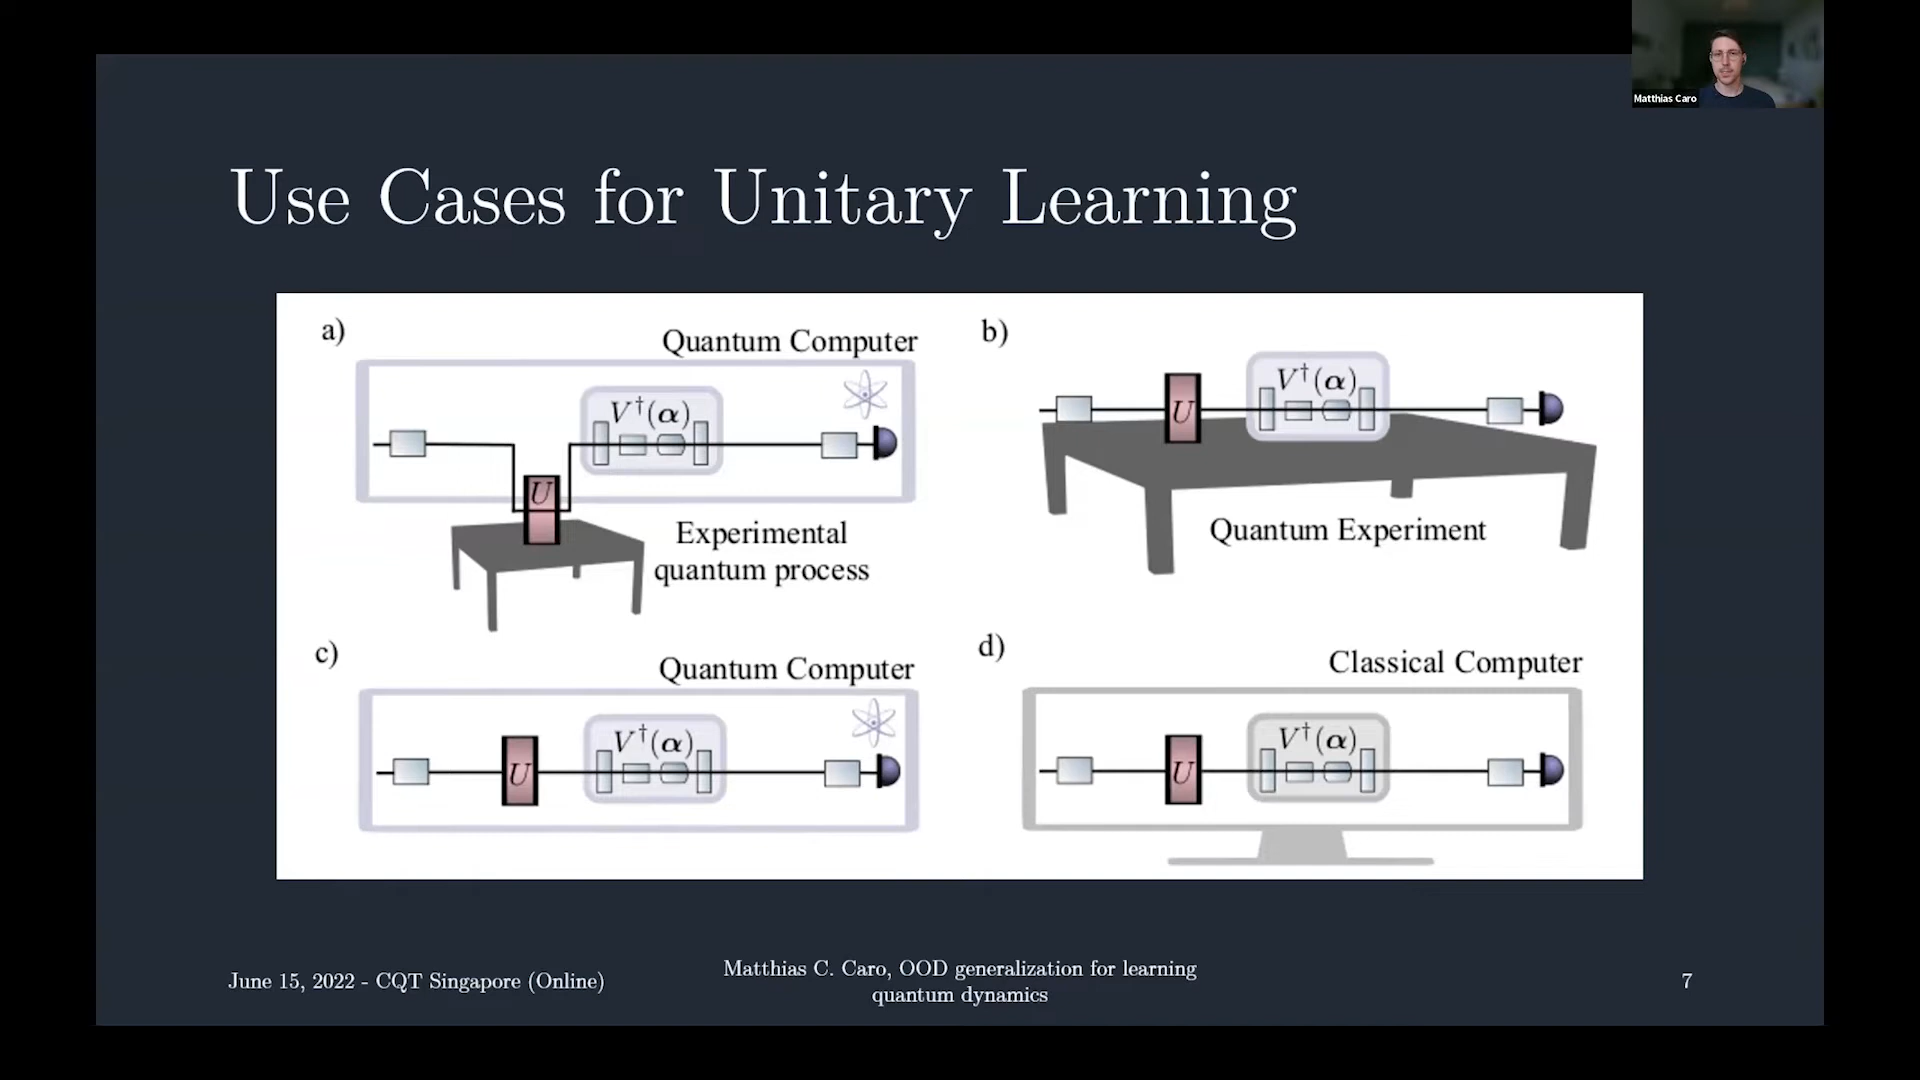 Matthias Caro
Use Cases for Unitary Learning
a)
Quantum Computer
V†(α)
U
Experimental
quantum process
b)
V†(α)
U
Quantum Experiment
c)
Quantum Computer
V†(α)
U
d)
Classical Computer
V†(α)
U
June 15, 2022 - CQT Singapore (Online)
Matthias C. Caro, OOD generalization for learning
quantum dynamics
7